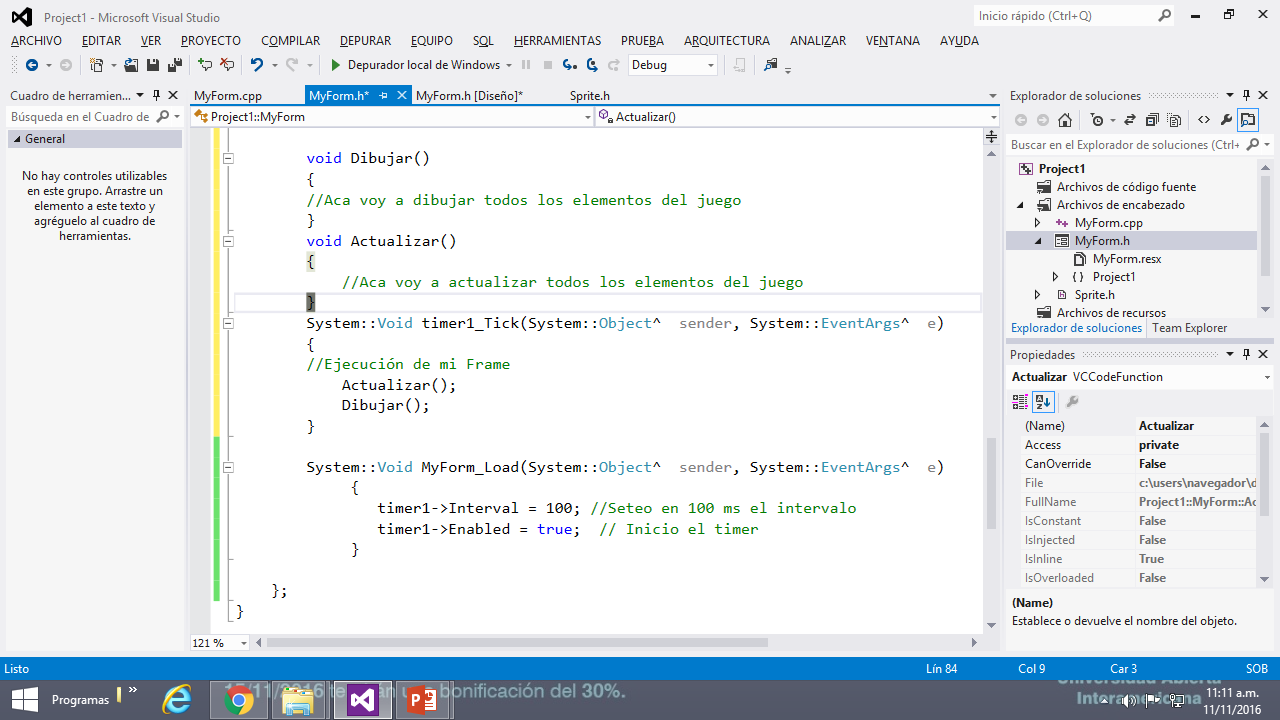 Project1 - Microsoft Visual Studio
Inicio rápido (Ctrl+Q)
ARCHIVO EDITAR VER PROYECTO COMPILAR DEPURAR EQUIPO SQL HERRAMIENTAS PRUEBA ARQUITECTURA ANALIZAR VENTANA AYUDA
Depurador local de Windows Debug
Cuadro de herramien...
Búsqueda en el Cuadro de
General
No hay controles utilizables
en este grupo. Arrastre un
elemento a este texto y
agréguelo al cuadro de
herramientas.
MyForm.cpp MyForm.h* MyForm.h [Diseño]* Sprite.h
Project1::MyForm Actualizar()
void Dibujar()
{
//Aca voy a dibujar todos los elementos del juego
}
void Actualizar()
{
//Aca voy a actualizar todos los elementos del juego
}
System::Void timer1_Tick(System::Object^ sender, System::EventArgs^ e)
{
//Ejecución de mi Frame
Actualizar();
Dibujar();
}
System::Void MyForm_Load(System::Object^ sender, System::EventArgs^ e)
{
timer1->Interval = 100; //Seteo en 100 ms el intervalo
timer1->Enabled = true; // Inicio el timer
}
};
}
121 %
Explorador de soluciones
Buscar en el Explorador de soluciones (Ctrl+
Project1
Archivos de código fuente
Archivos de encabezado
MyForm.cpp
MyForm.h
MyForm.resx
{ } Project1
Sprite.h
Archivos de recursos
Explorador de soluciones Team Explorer
Propiedades
Actualizar VCCodeFunction
(Name) Actualizar
Access private
CanOverride False
File c:\users\navegador\d
FullName Project1::MyForm::Ac
IsConstant False
IsInjected False
IsInline True
IsOverloaded False
(Name)
Establece o devuelve el nombre del objeto.
Listo Lín 84 Col 9 Car 3 SOB
Programas
bonificación del 30%.
Universidad Abierta
Interamericana
11:11 a.m.
11/11/2016